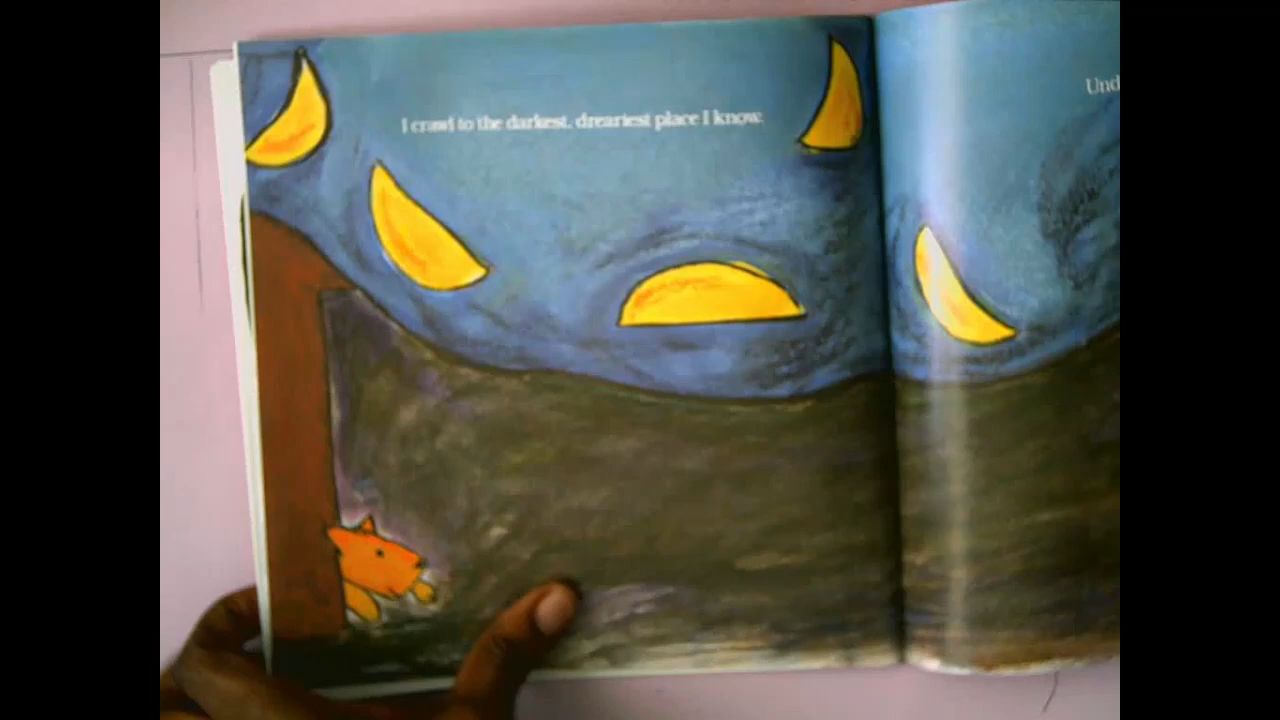 I crawl to the darkest, dreariest place I know.